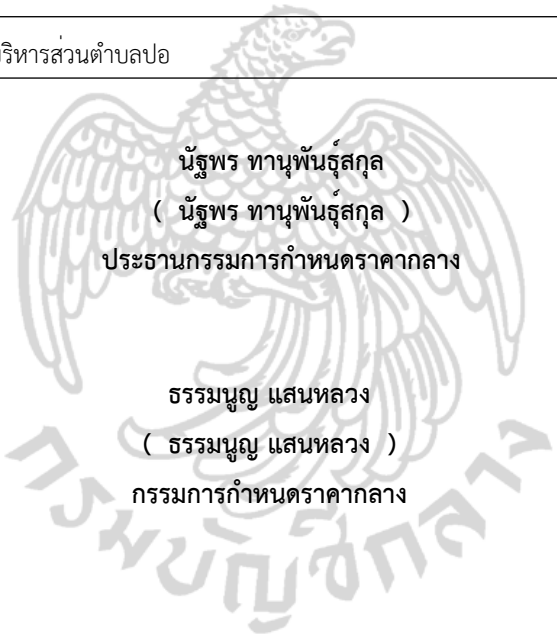 ริหารส่วนตำบลปอ
นัฐพร ทานุพันธุ์สกุล
( นัฐพร ทานุพันธุ์สกุล )
ประธานกรรมการกำหนดราคากลาง
ธรรมนูญ แสนหลวง
( ธรรมนูญ แสนหลวง )
กรรมการกำหนดราคากลาง
กรมบัญชีกลาง